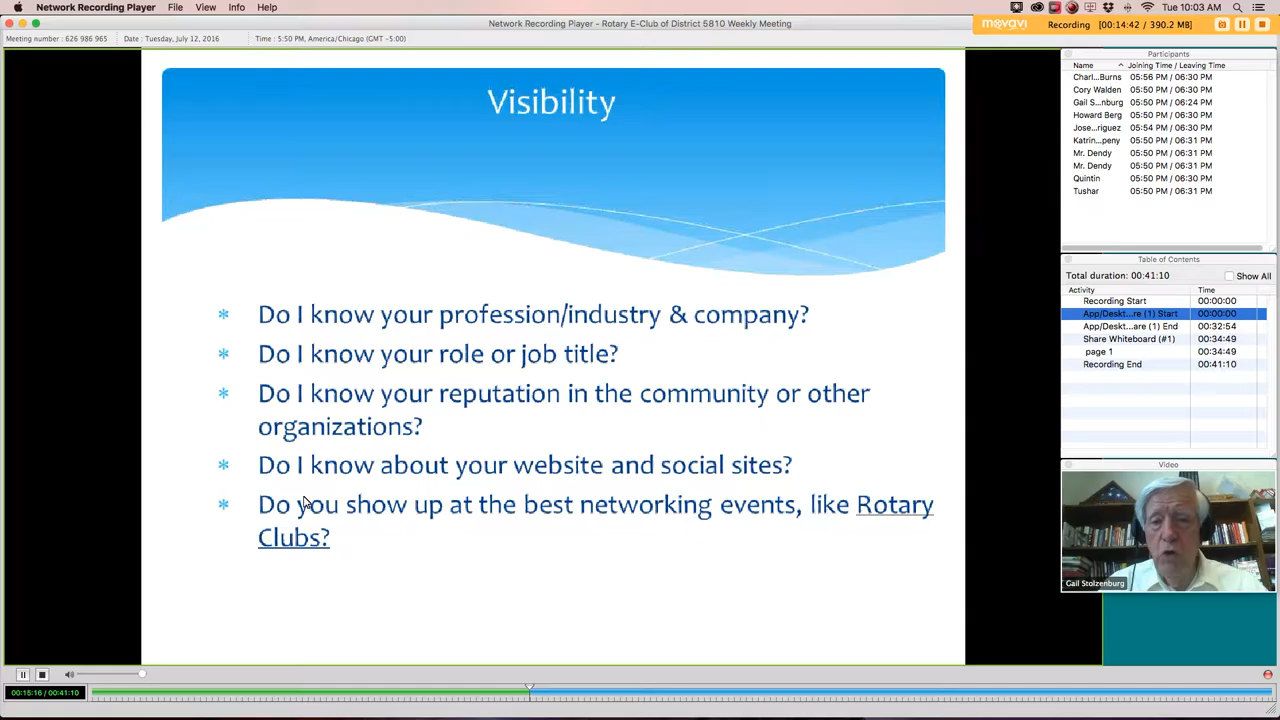 Network Recording Player File View Info Help
Tue 10:03 AM
Network Recording Player - Rotary E-Club of District 5810 Weekly Meeting
movavi Recording [00:14:42 / 390.2 MB]
Meeting number : 626 986 965 Date : Tuesday, July 12, 2016 Time : 5:50 PM, America/Chicago (GMT -5:00)
Visibility
* Do I know your profession/industry & company?
* Do I know your role or job title?
* Do I know your reputation in the community or other
organizations?
* Do I know about your website and social sites?
* Do you show up at the best networking events, like Rotary
Clubs?
Participants
Name Joining Time / Leaving Time
Charl...Burns 05:56 PM / 06:30 PM
Cory Walden 05:50 PM / 06:30 PM
Gail S...nburg 05:50 PM / 06:24 PM
Howard Berg 05:50 PM / 06:30 PM
Jose...riguez 05:54 PM / 06:30 PM
Katrin...peny 05:50 PM / 06:31 PM
Mr. Dendy 05:50 PM / 06:31 PM
Mr. Dendy 05:50 PM / 06:31 PM
Quintin 05:50 PM / 06:30 PM
Tushar 05:50 PM / 06:31 PM
Table of Contents
Total duration: 00:41:10 Show All
Activity Time
Recording Start 00:00:00
App/Deskt...re (1) Start 00:00:00
App/Deskt...are (1) End 00:32:54
Share Whiteboard (#1) 00:34:49
page 1 00:34:49
Recording End 00:41:10
Video
Gail Stolzenburg
00:15:16 / 00:41:10